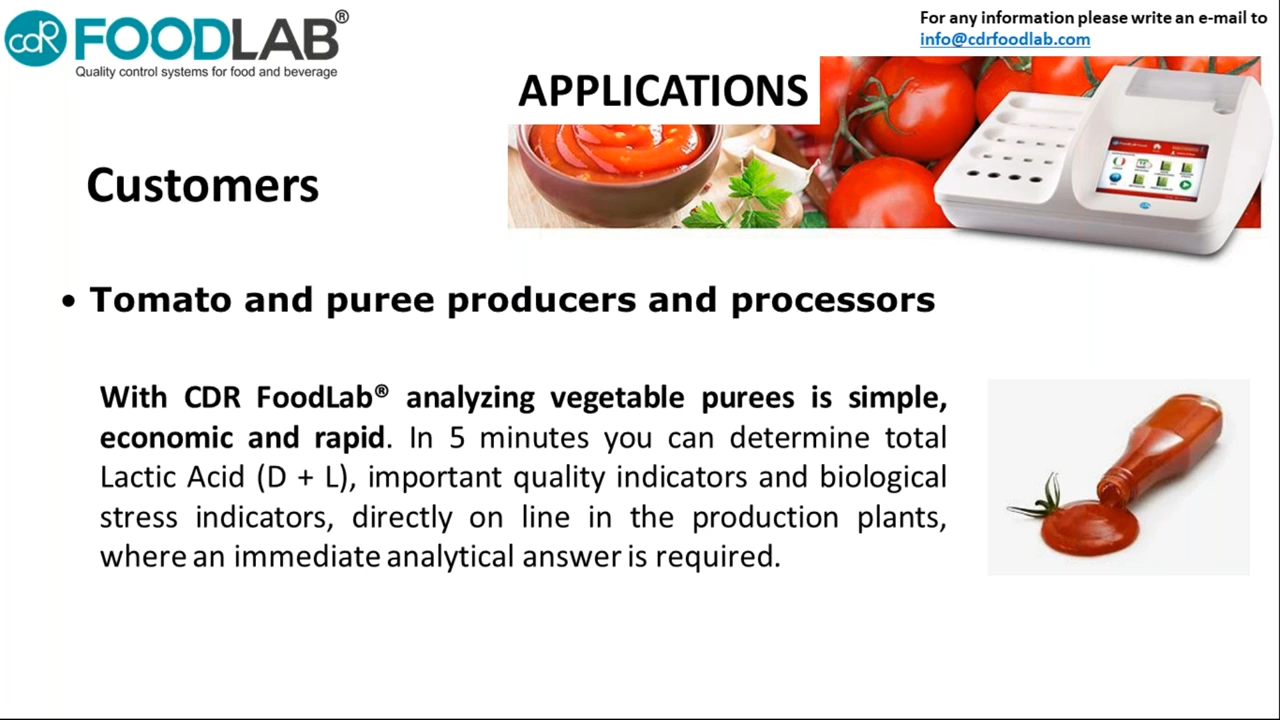 cdR FOODLAB®
Quality control systems for food and beverage
For any information please write an e-mail to
info@cdrfoodlab.com
APPLICATIONS
Customers
• Tomato and puree producers and processors
With CDR FoodLab® analyzing vegetable purees is simple,
economic and rapid. In 5 minutes you can determine total
Lactic Acid (D + L), important quality indicators and biological
stress indicators, directly on line in the production plants,
where an immediate analytical answer is required.